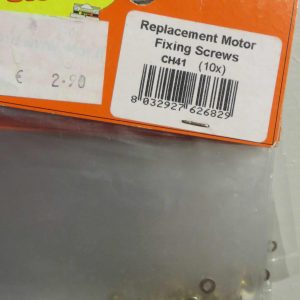 € 2.90
Replacement Motor
Fixing Screws
CH41 (10x)
8 032927 626829